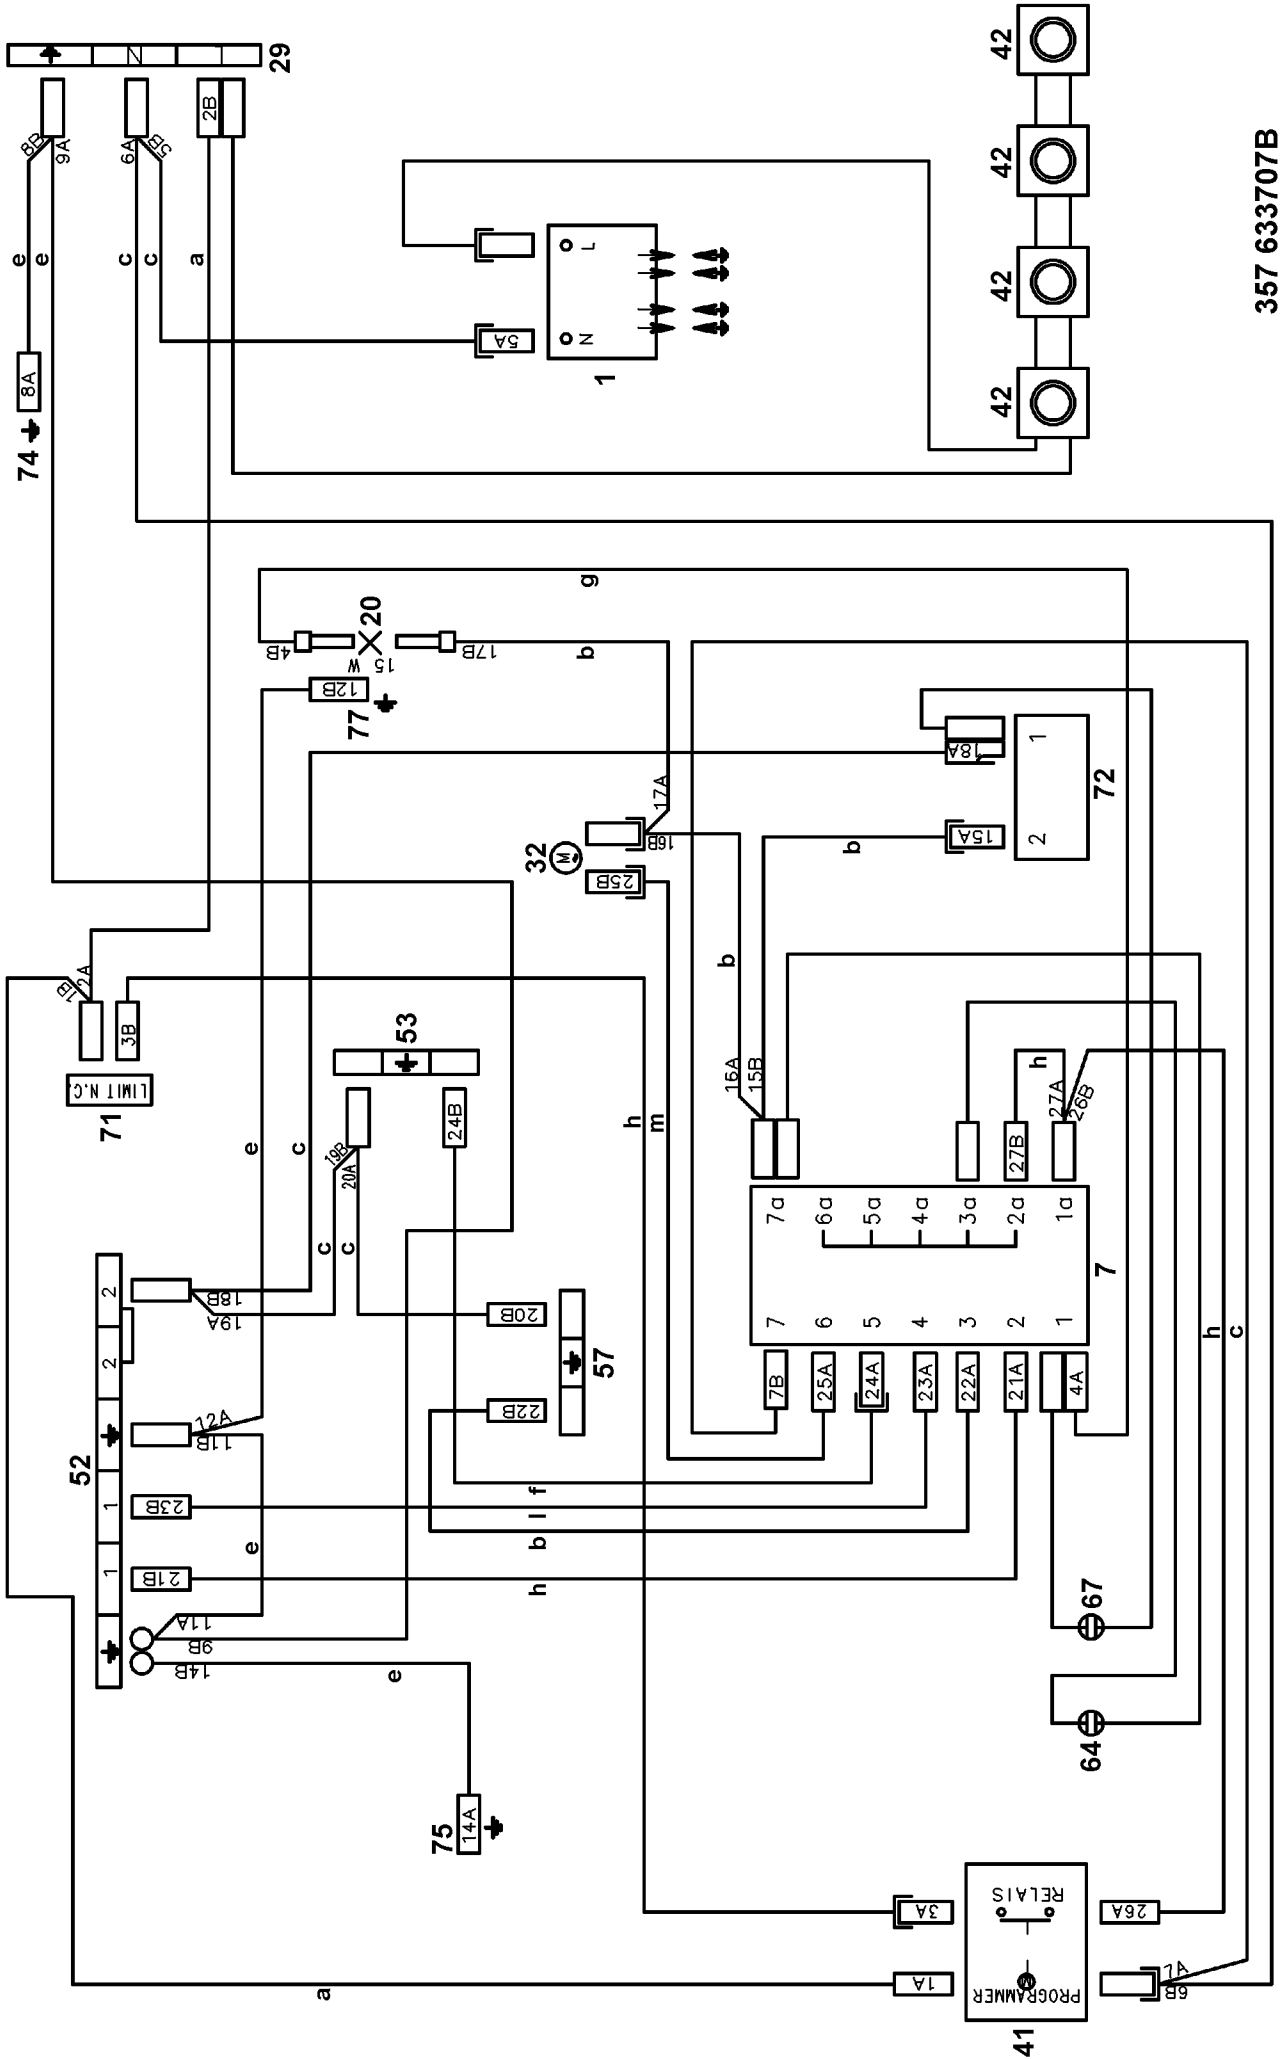 29
N
L
2B
8B
9A
6A
5B
e
e
c
c
a
8A
74
5A
N
L
1
42
42
42
42
357 633707B
g
4B
20
15 W
17B
b
12B
77
17A
16B
32
M
25B
18A
1
2
72
15A
b
b
1B
2A
3B
LIMIT N.C.
71
53
19B
20A
24B
e
c
h
m
16A
15B
h
27A
26B
27B
7a
6a
5a
4a
3a
2a
1a
7
7
6
5
4
3
2
1
7B
25A
24A
23A
22A
21A
4A
c
c
20B
57
22B
2
2
1
1
52
18B
19A
12A
11B
23B
21B
11A
9B
14B
e
f
l
b
h
h
c
e
75
14A
67
64
a
3A
1A
RELAIS
PROGRAMMER
M
41
26A
7A
6B